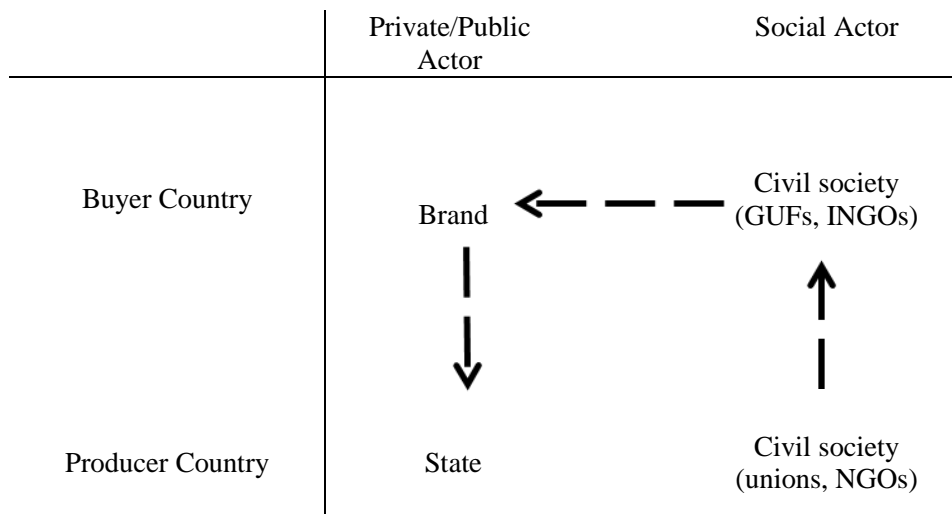 Private/Public
Actor
Social Actor
Buyer Country
Brand
Civil society
(GUFs, INGOs)
Producer Country
State
Civil society
(unions, NGOs)